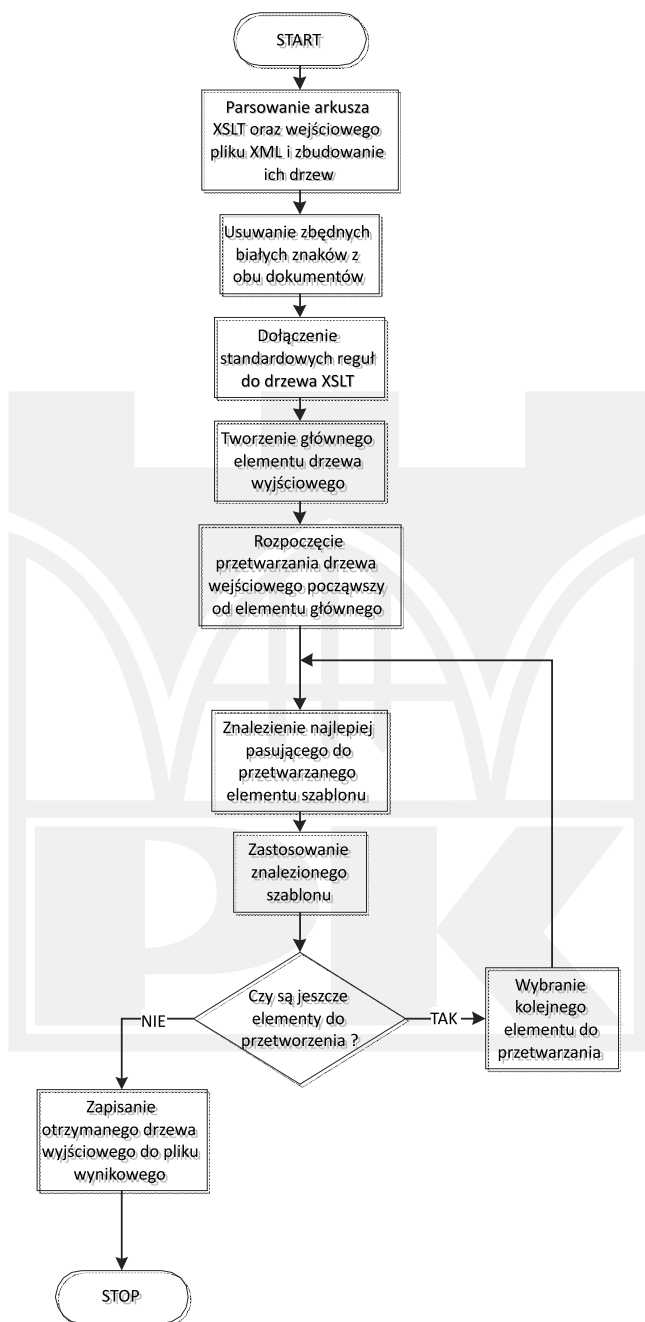 START
Parsowanie arkusza
XSLT oraz wejściowego
pliku XML i zbudowanie
ich drzew
Usuwanie zbędnych
białych znaków z
obu dokumentów
Dołączenie
standardowych reguł
do drzewa XSLT
Tworzenie głównego
elementu drzewa
wyjściowego
Rozpoczęcie
przetwarzania drzewa
wejściowego począwszy
od elementu głównego
Znalezienie najlepiej
pasującego do
przetwarzanego
elementu szablonu
Zastosowanie
znalezionego
szablonu
Czy są jeszcze
elementy do
przetworzenia ?
TAK
Wybranie
kolejnego
elementu do
przetwarzania
NIE
Zapisanie
otrzymanego drzewa
wyjściowego do pliku
wynikowego
STOP
PK